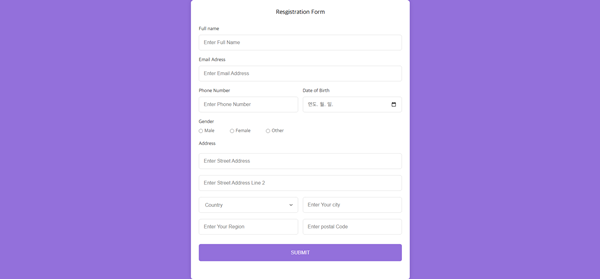 Resgistration Form
Full name
Enter Full Name
Email Adress
Enter Email Address
Phone Number Date of Birth
Enter Phone Number 연도. 월. 일.
Gender
Male Female Other
Address
Enter Street Address
Enter Street Address Line 2
Country Enter Your city
Enter Your Region Enter postal Code
SUBMIT